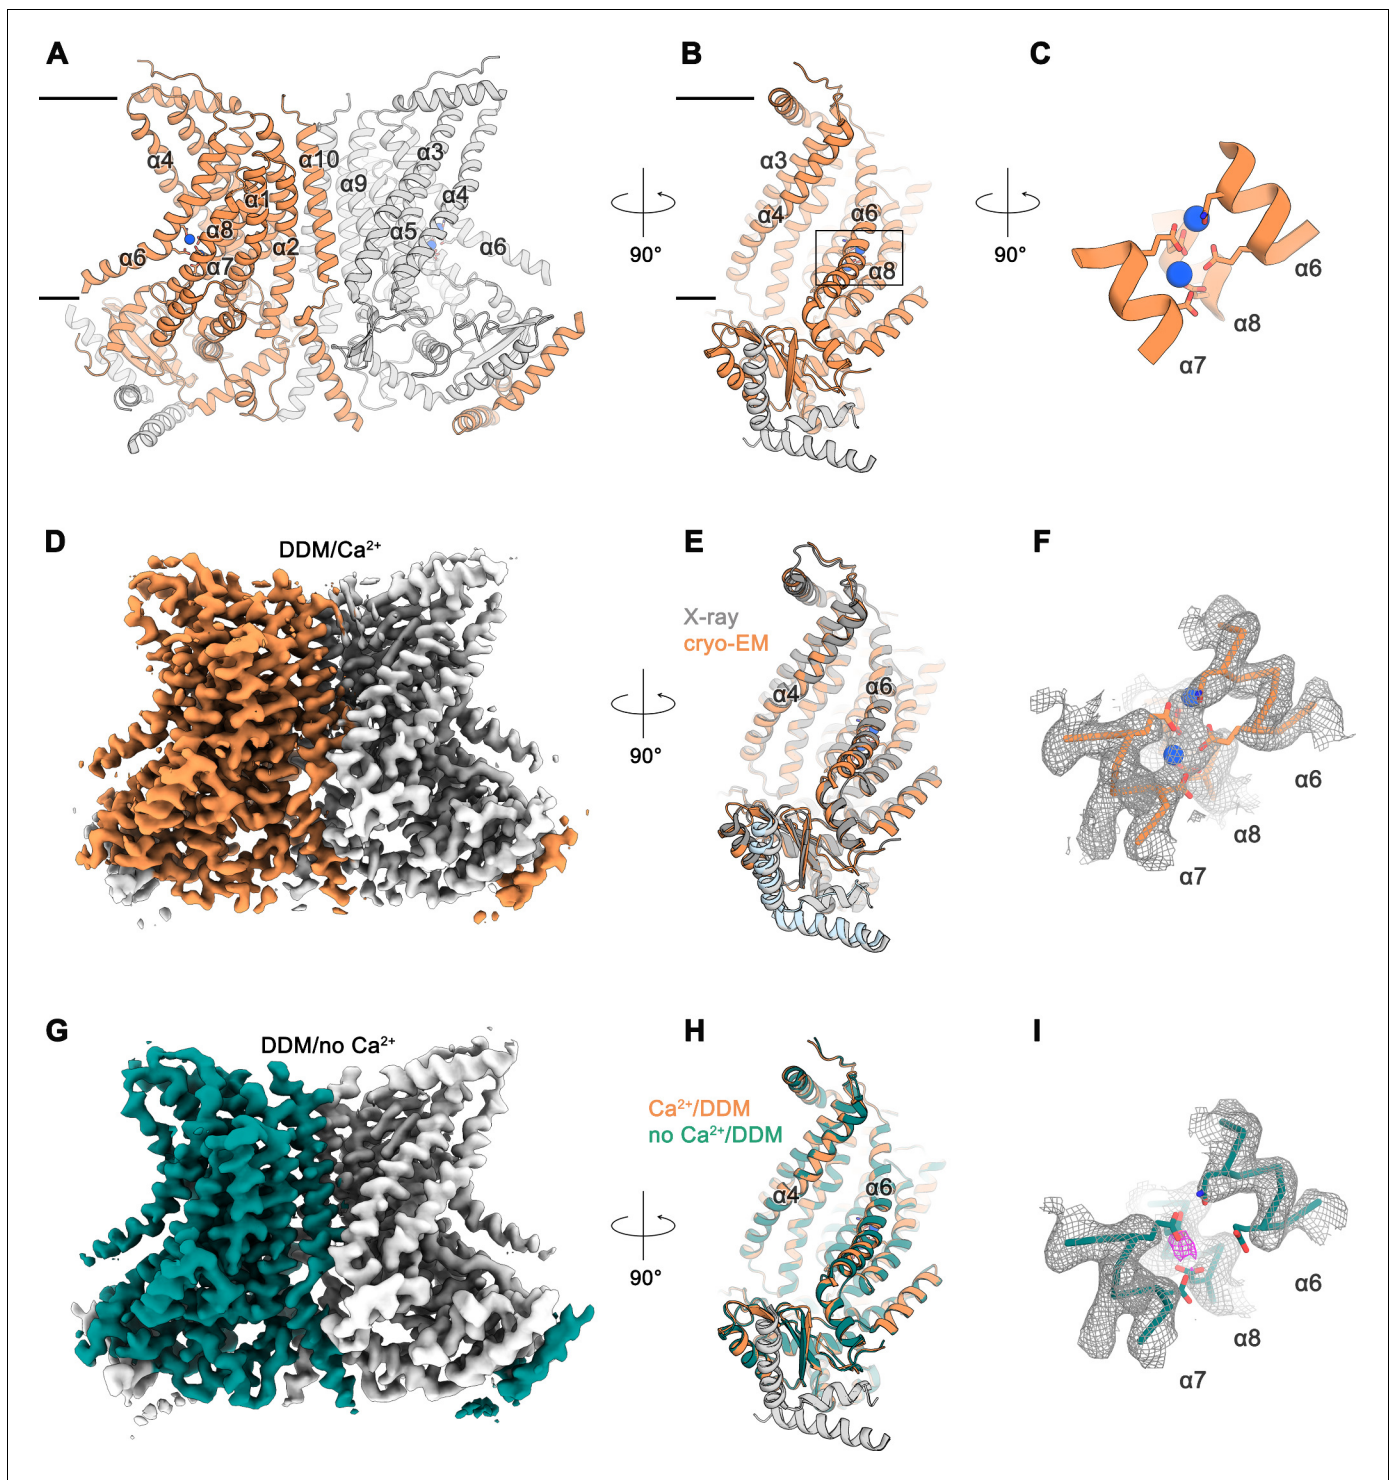 A
α4
α10
α3
α9
α1
α4
α8
α5
α2
α6
α7
α6
90°
B
α3
α4
α6
α8
90°
C
α6
α8
α7
D
DDM/Ca²⁺
90°
E
X-ray
cryo-EM
α4
α6
F
α6
α8
α7
G
DDM/no Ca²⁺
90°
H
Ca²⁺/DDM
no Ca²⁺/DDM
α4
α6
I
α6
α8
α7